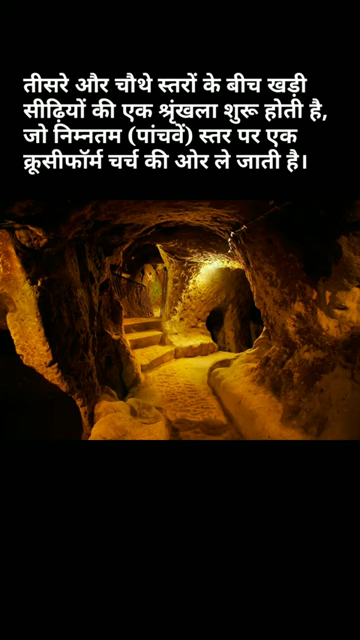 तीसरे और चौथे स्तरों के बीच खड़ी
सीढ़ियों की एक श्रृंखला शुरू होती है,
जो निम्नतम (पांचवें) स्तर पर एक
क्रूसीफॉर्म चर्च की ओर ले जाती है।